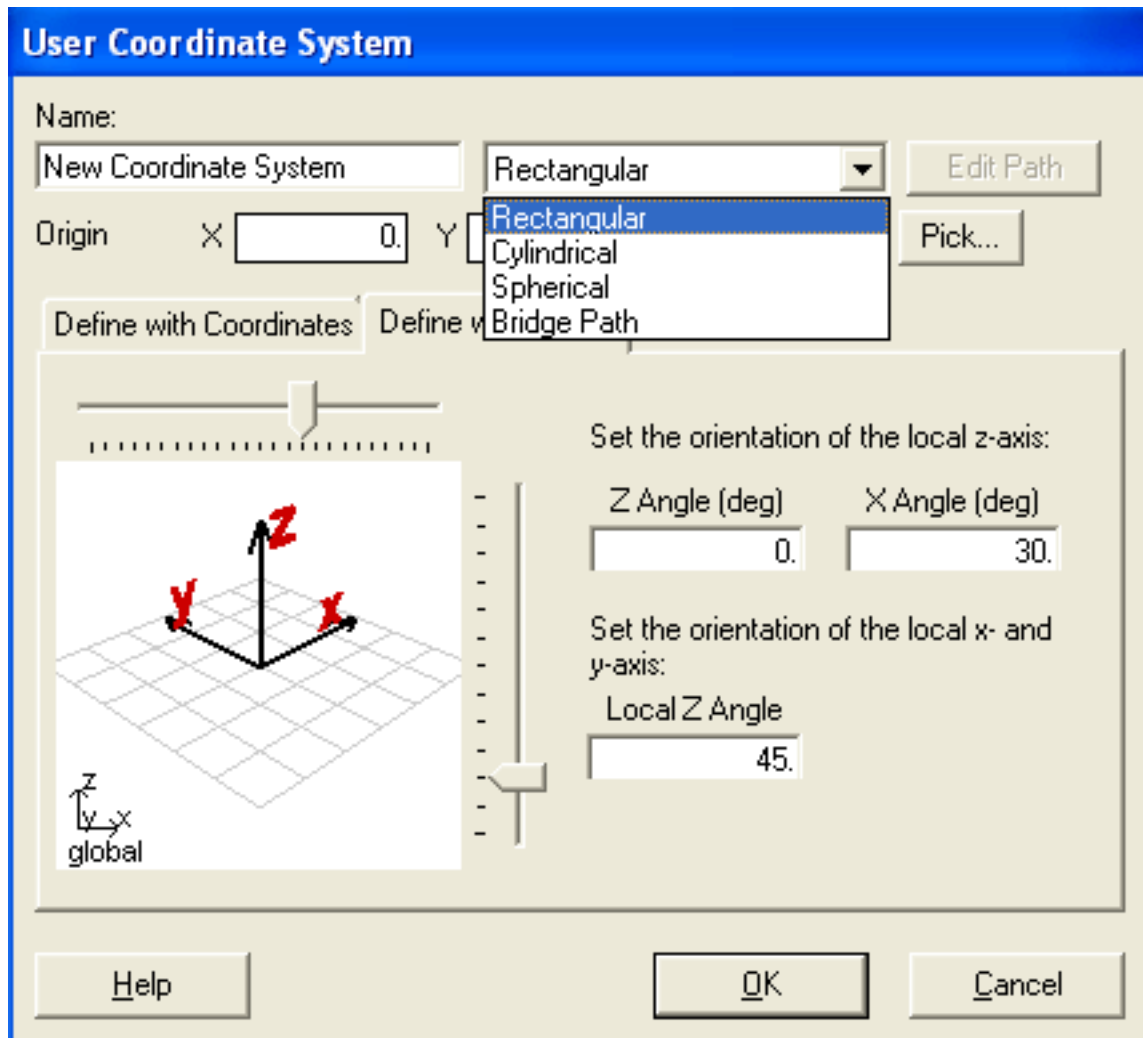 User Coordinate System
Name:
New Coordinate System Rectangular Edit Path
Origin X 0. Y Pick...
Rectangular
Cylindrical
Spherical
Bridge Path
Define with Coordinates Define
Set the orientation of the local z-axis:
Z Angle (deg) X Angle (deg)
0. 30.
Set the orientation of the local x- and
y-axis:
Local Z Angle
45.
z
y
x
z
y x
global
Help OK Cancel